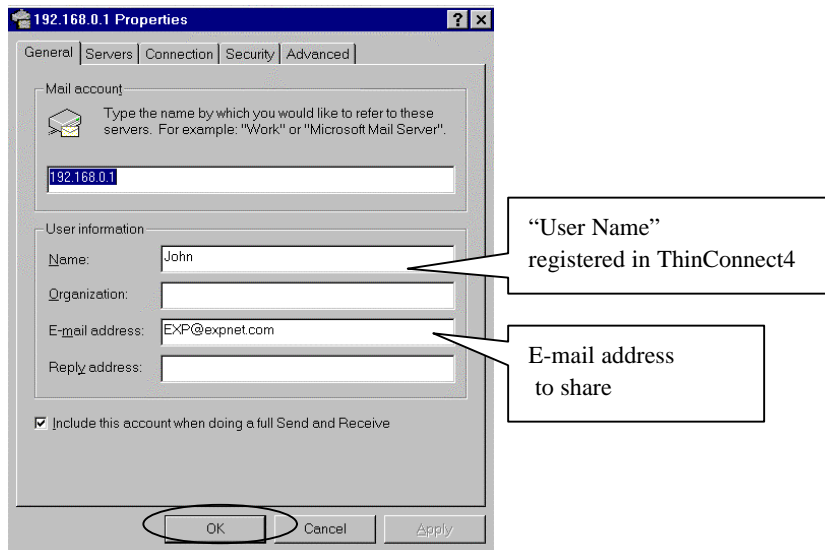 192.168.0.1 Properties
General Servers Connection Security Advanced
Mail account
Type the name by which you would like to refer to these
servers. For example: "Work" or "Microsoft Mail Server".
192.168.0.1
User information
Name: John
Organization:
E-mail address: EXP@expnet.com
Reply address:
Include this account when doing a full Send and Receive
OK Cancel Apply
“User Name”
registered in ThinConnect4
E-mail address
to share